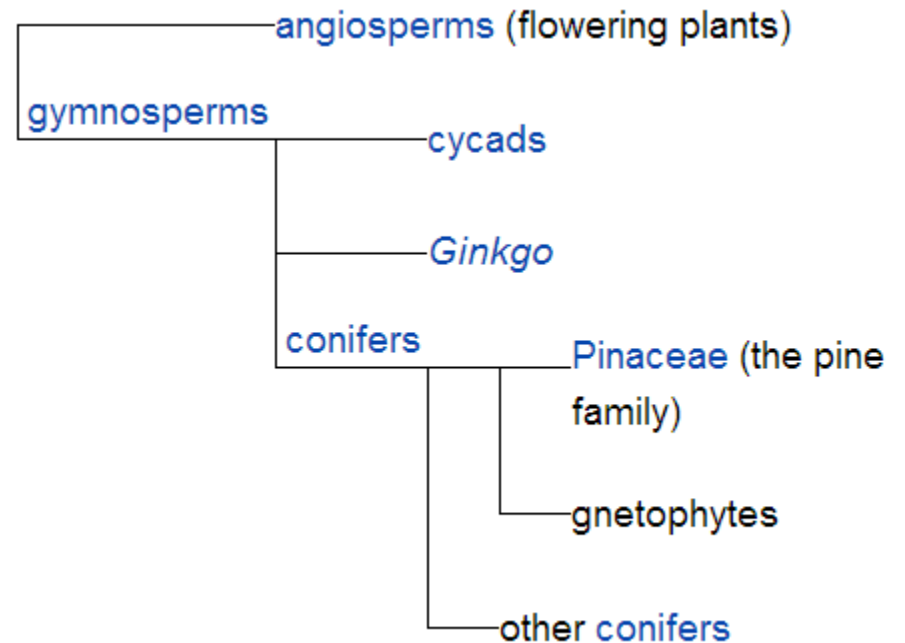 angiosperms (flowering plants)
gymnosperms
cycads
Ginkgo
conifers
Pinaceae (the pine
family)
gnetophytes
other conifers